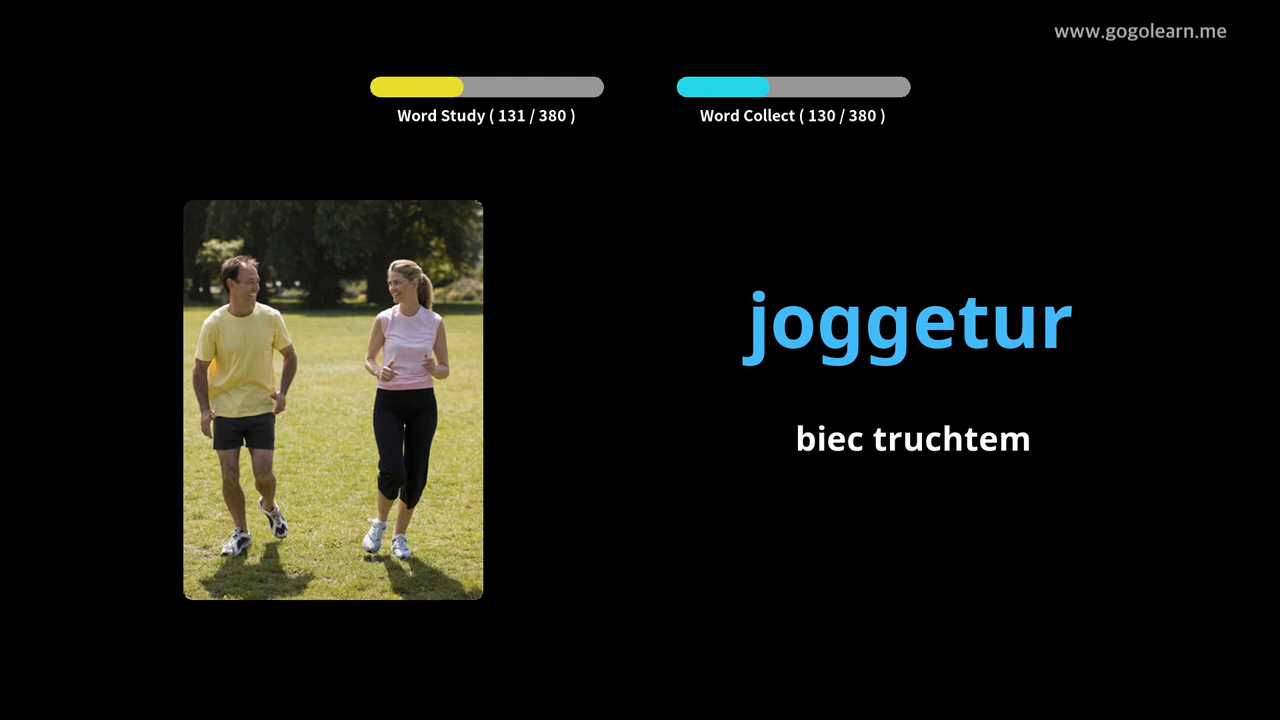 www.gogolearn.me
Word Study ( 131 / 380 )
Word Collect ( 130 / 380 )
joggetur
biec truchtem